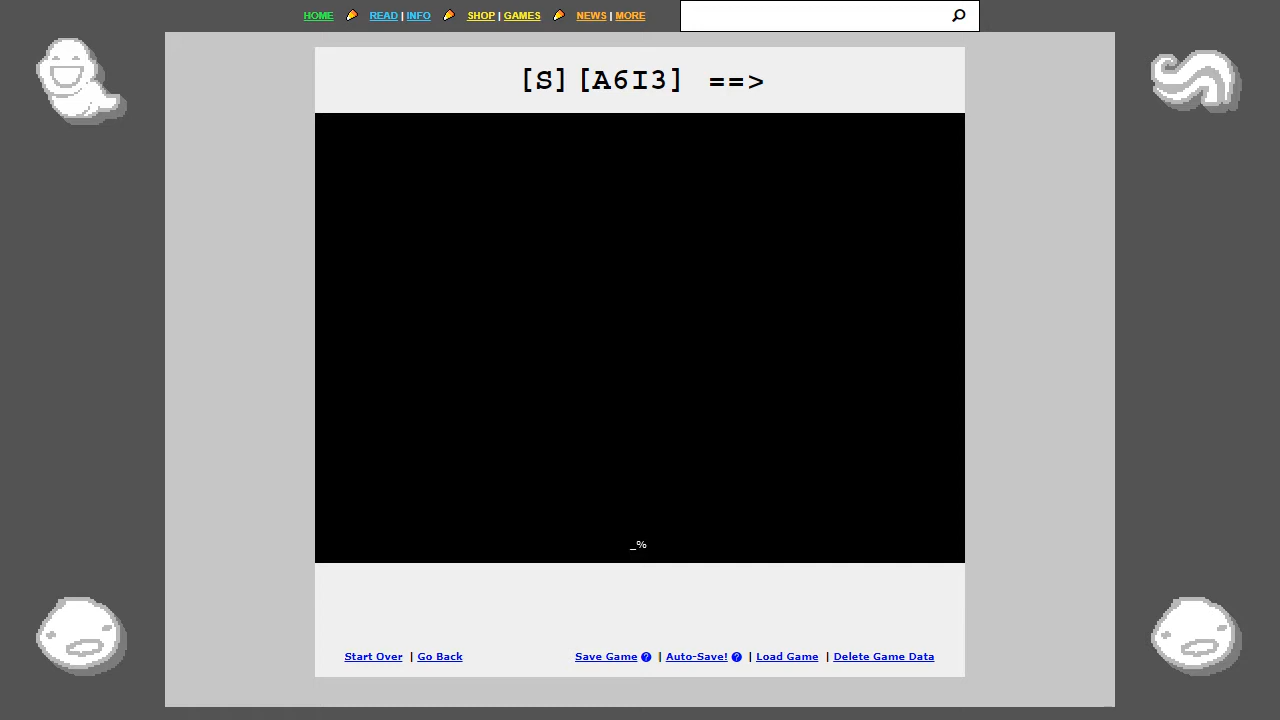 HOME READ | INFO SHOP | GAMES NEWS | MORE
[S] [A6I3] ==>
_%
Start Over | Go Back Save Game ? | Auto-Save! ? | Load Game | Delete Game Data